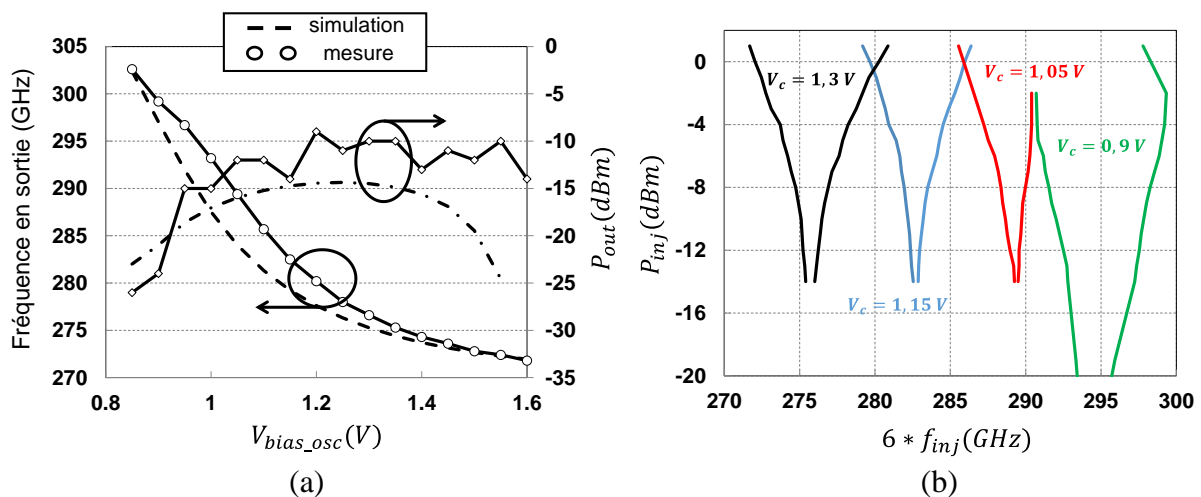 simulation
mesure
Fréquence en sortie (GHz)
305
300
295
290
285
280
275
270
0.8
1
1.2
1.4
1.6
V_bias_osc(V)
0
-5
-10
-15
-20
-25
-30
-35
P_out(dBm)
(a)
P_inj(dBm)
0
-4
-8
-12
-16
-20
270
275
280
285
290
295
300
6 * f_inj(GHz)
V_c = 1,3 V
V_c = 1,05 V
V_c = 0,9 V
V_c = 1,15 V
(b)